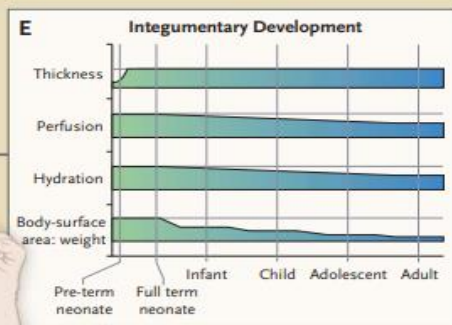 E
Integumentary Development
Thickness
Perfusion
Hydration
Body-surface
area: weight
Infant
Child
Adolescent
Adult
Pre-term
neonate
Full term
neonate